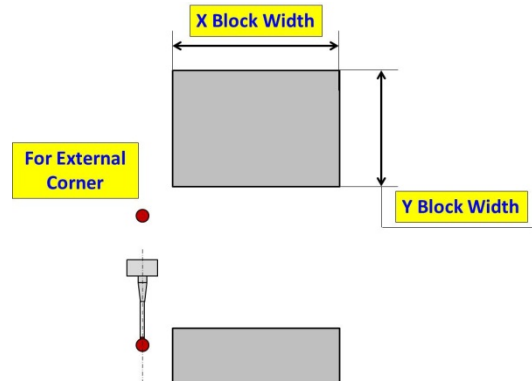 X Block Width
For External
Corner
Y Block Width